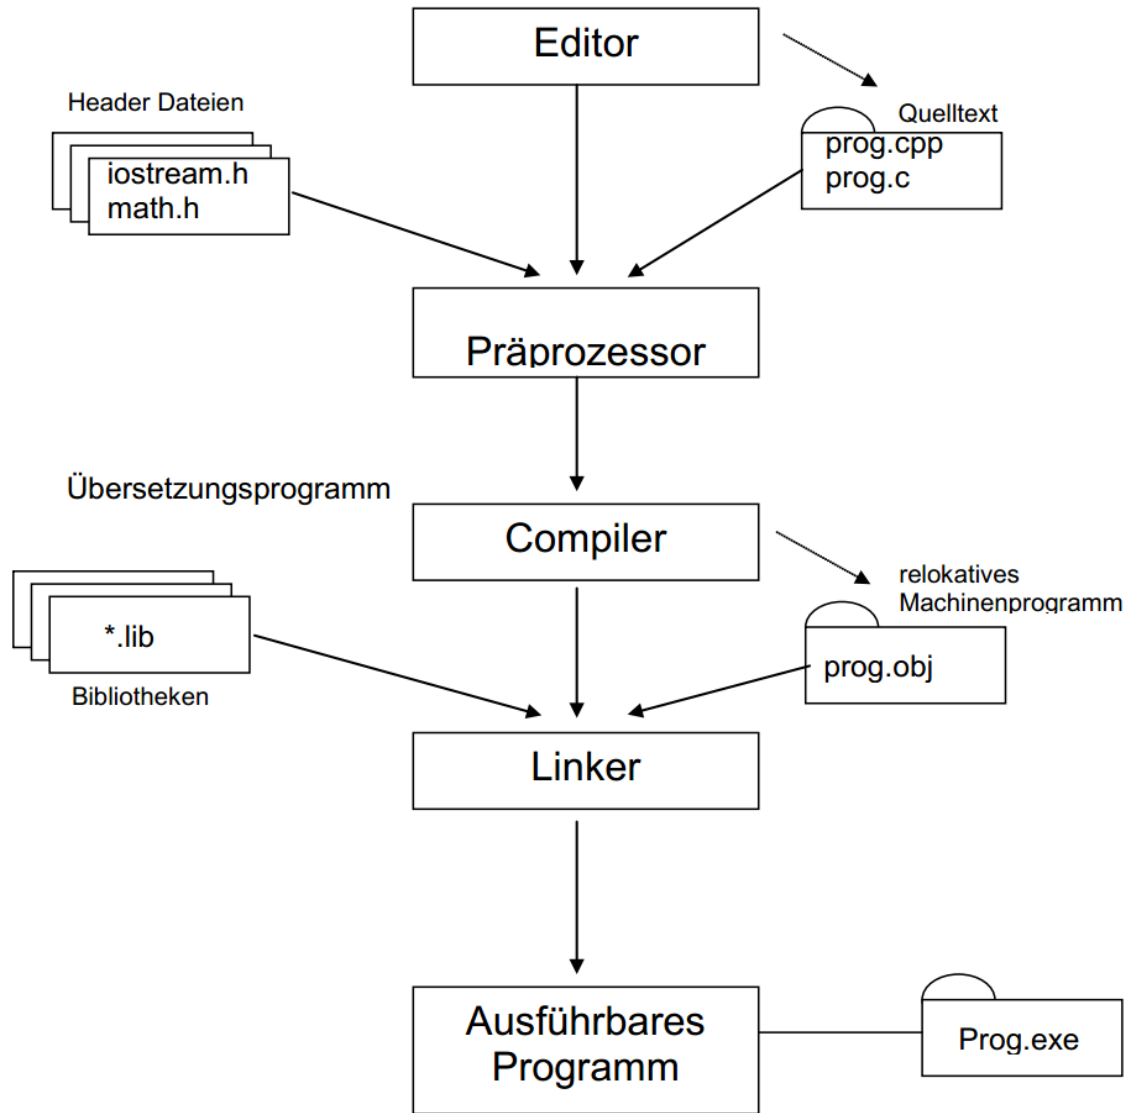 Editor
Header Dateien
Quelltext
iostream.h
math.h
prog.cpp
prog.c
Präprozessor
Übersetzungsprogramm
Compiler
relokatives
Machinenprogramm
*.lib
prog.obj
Bibliotheken
Linker
Ausführbares
Programm
Prog.exe